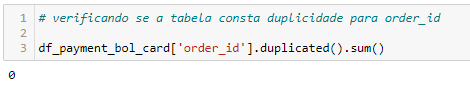 1 # verificando se a tabela consta duplicidade para order_id
2
3 df_payment_bol_card['order_id'].duplicated().sum()
0